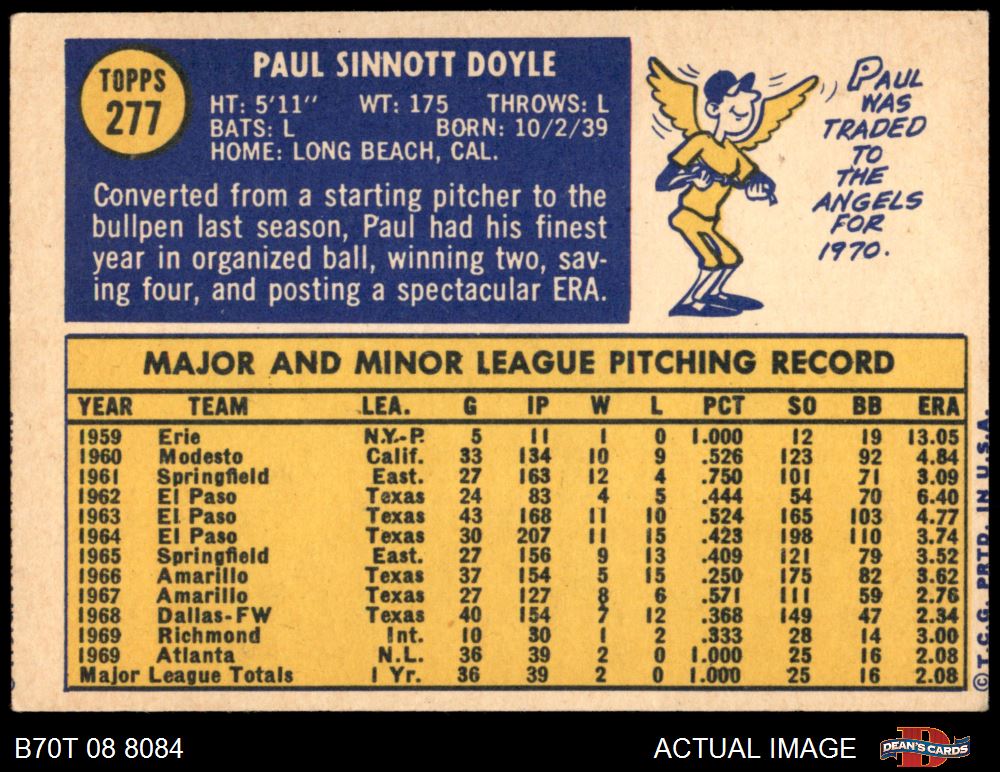 TOPPS
277
PAUL SINNOTT DOYLE
HT: 5'11" WT: 175 THROWS: L
BATS: L BORN: 10/2/39
HOME: LONG BEACH, CAL.
Converted from a starting pitcher to the
bullpen last season, Paul had his finest
year in organized ball, winning two, sav-
ing four, and posting a spectacular ERA.
PAUL
WAS
TRADED
TO
THE
ANGELS
FOR
1970.
MAJOR AND MINOR LEAGUE PITCHING RECORD
YEAR TEAM LEA. G IP W L PCT SO BB ERA
1959 Erie N.Y.-P. 5 11 1 0 1.000 12 19 13.05
1960 Modesto Calif. 33 134 10 9 .526 123 92 4.84
1961 Springfield East. 27 163 12 4 .750 101 71 3.09
1962 El Paso Texas 24 83 4 5 .444 54 70 6.40
1963 El Paso Texas 43 168 11 10 .524 165 103 4.77
1964 El Paso Texas 30 207 11 15 .423 198 110 3.74
1965 Springfield East. 27 156 9 13 .409 121 79 3.52
1966 Amarillo Texas 37 154 5 15 .250 175 82 3.62
1967 Amarillo Texas 27 127 8 6 .571 111 59 2.76
1968 Dallas-FW Texas 40 154 7 12 .368 149 47 2.34
1969 Richmond Int. 10 30 1 2 .333 28 14 3.00
1969 Atlanta N.L. 36 39 2 0 1.000 25 16 2.08
Major League Totals 1 Yr. 36 39 2 0 1.000 25 16 2.08
©T.C.G. PRTD. IN U.S.A.
B70T 08 8084
ACTUAL IMAGE
D
DEAN'S CARDS